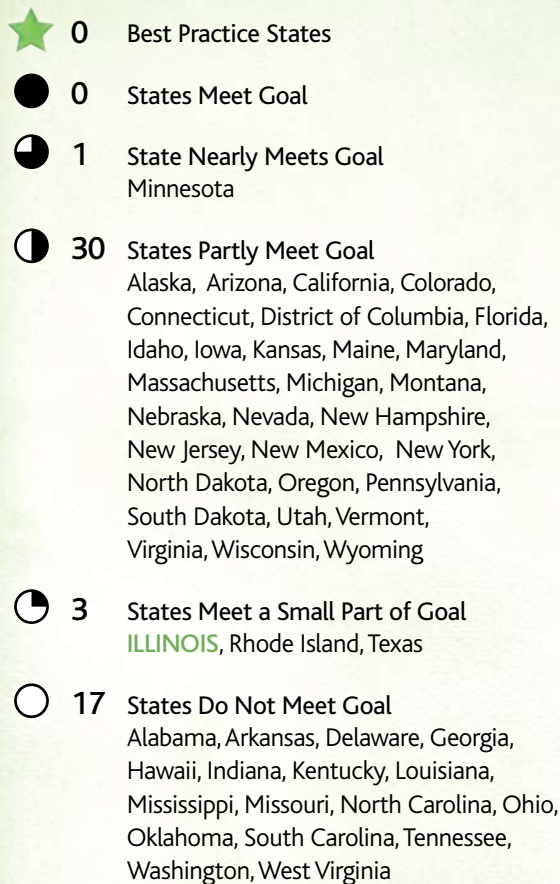 0 Best Practice States
0 States Meet Goal
1 State Nearly Meets Goal
Minnesota
30 States Partly Meet Goal
Alaska, Arizona, California, Colorado,
Connecticut, District of Columbia, Florida,
Idaho, Iowa, Kansas, Maine, Maryland,
Massachusetts, Michigan, Montana,
Nebraska, Nevada, New Hampshire,
New Jersey, New Mexico, New York,
North Dakota, Oregon, Pennsylvania,
South Dakota, Utah, Vermont,
Virginia, Wisconsin, Wyoming
3 States Meet a Small Part of Goal
ILLINOIS, Rhode Island, Texas
17 States Do Not Meet Goal
Alabama, Arkansas, Delaware, Georgia,
Hawaii, Indiana, Kentucky, Louisiana,
Mississippi, Missouri, North Carolina, Ohio,
Oklahoma, South Carolina, Tennessee,
Washington, West Virginia